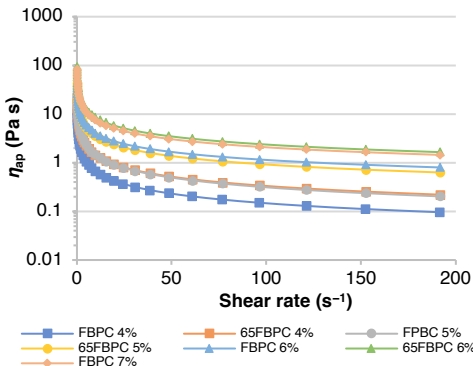 1000
100
10
1
0.1
0.01
ηap (Pa s)
0 50 100 150 200
Shear rate (s⁻¹)
FBPC 4% 65FBPC 4% FPBC 5%
65FBPC 5% FBPC 6% 65FBPC 6%
FBPC 7%